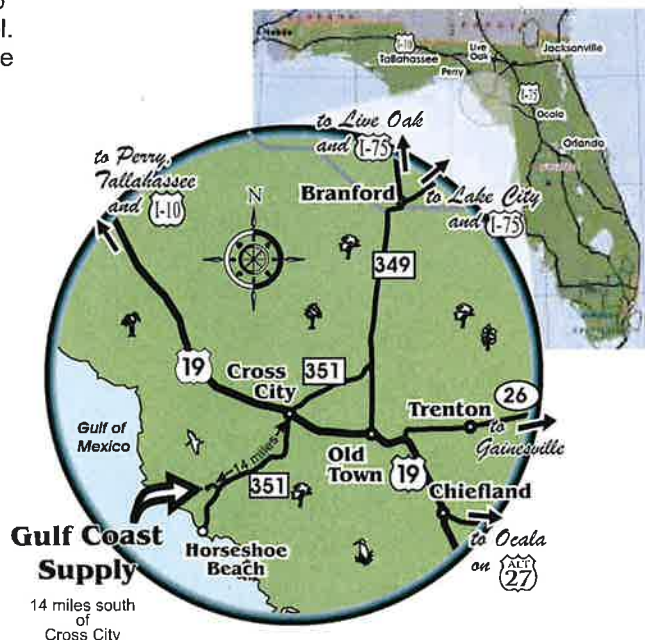 l.
e
I-10
Tallahassee
Live
Oak
Jacksonville
Perry
I-75
Ocala
Orlando
to Live Oak
and I-75
to Perry,
Tallahassee
and I-10
N
Branford
to Lake City
and I-75
349
19
Cross
City
351
26
Trenton
to
Gainesville
Gulf of
Mexico
14 miles
351
Old
Town
19
Chiefland
Gulf Coast
Supply
Horseshoe
Beach
to Ocala
on ALT 27
14 miles south
of
Cross City